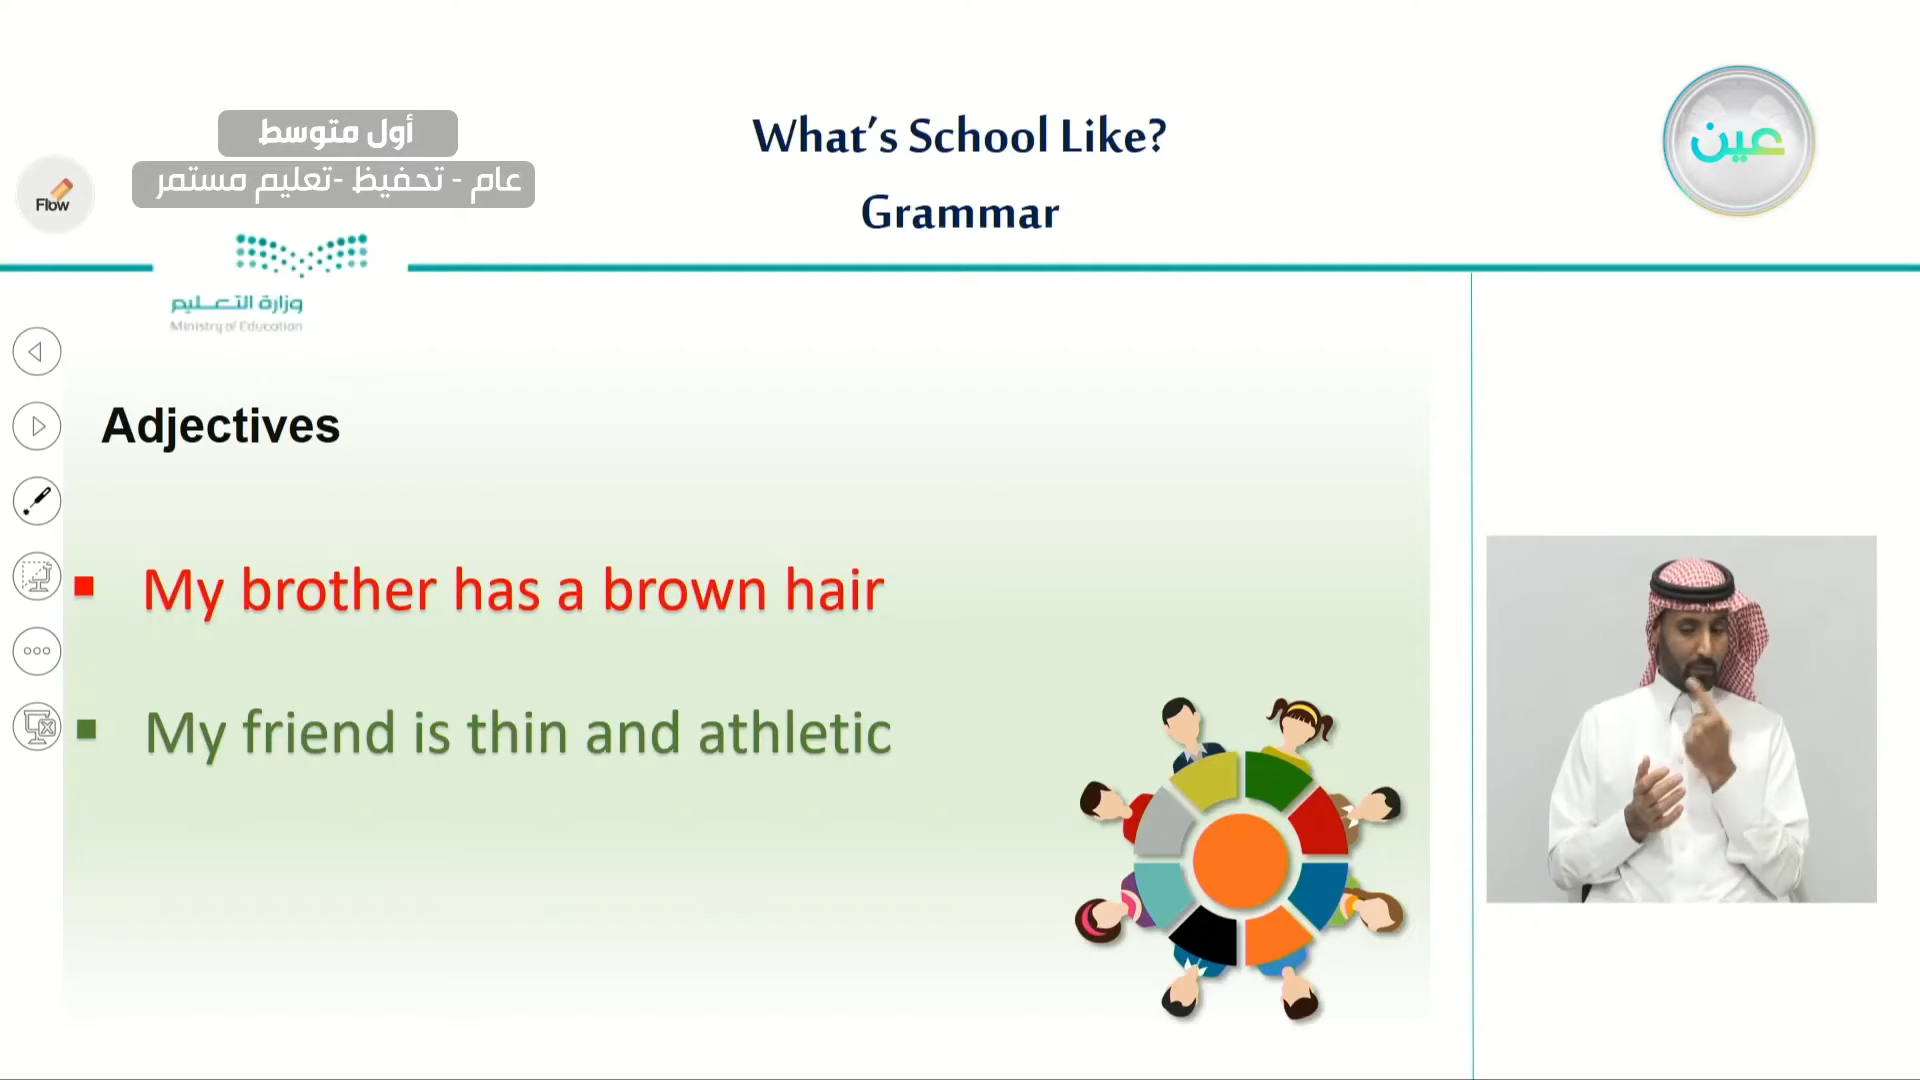 أول متوسط
عام - تحفيظ -تعليم مستمر
Flow
What's School Like?
Grammar
عين
وزارة التعليم
Ministry of Education
Adjectives
My brother has a brown hair
My friend is thin and athletic